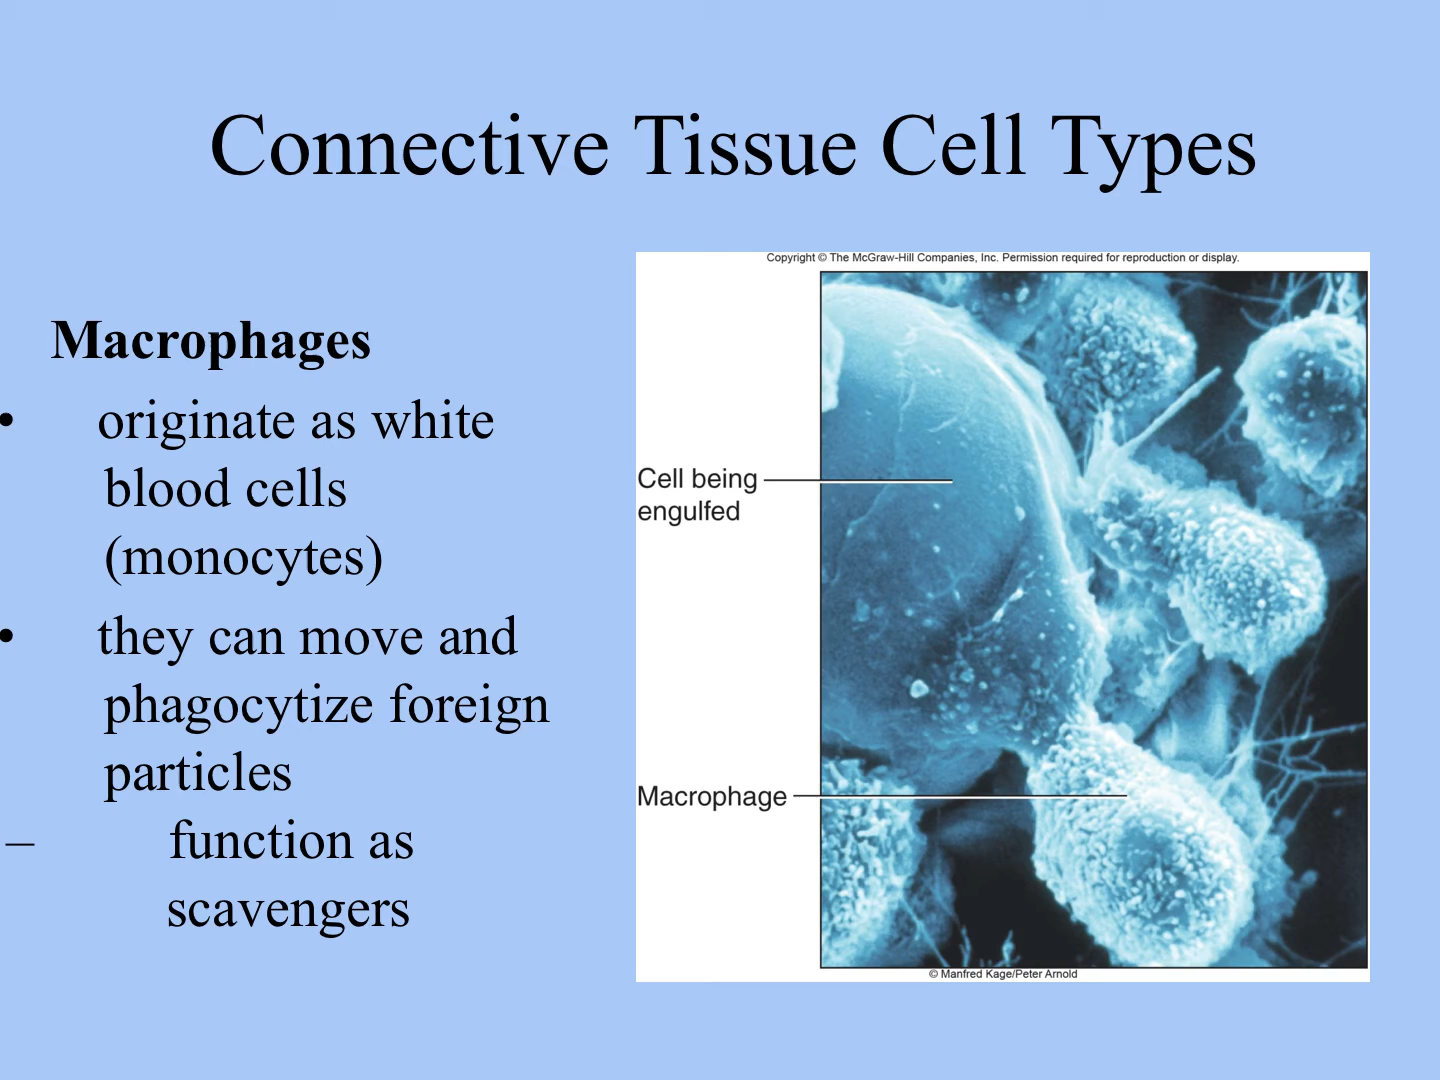 Connective Tissue Cell Types
Macrophages
• originate as white
blood cells
(monocytes)
• they can move and
phagocytize foreign
particles
– function as
scavengers
Copyright © The McGraw-Hill Companies, Inc. Permission required for reproduction or display.
Cell being
engulfed
Macrophage
© Manfred Kage/Peter Arnold